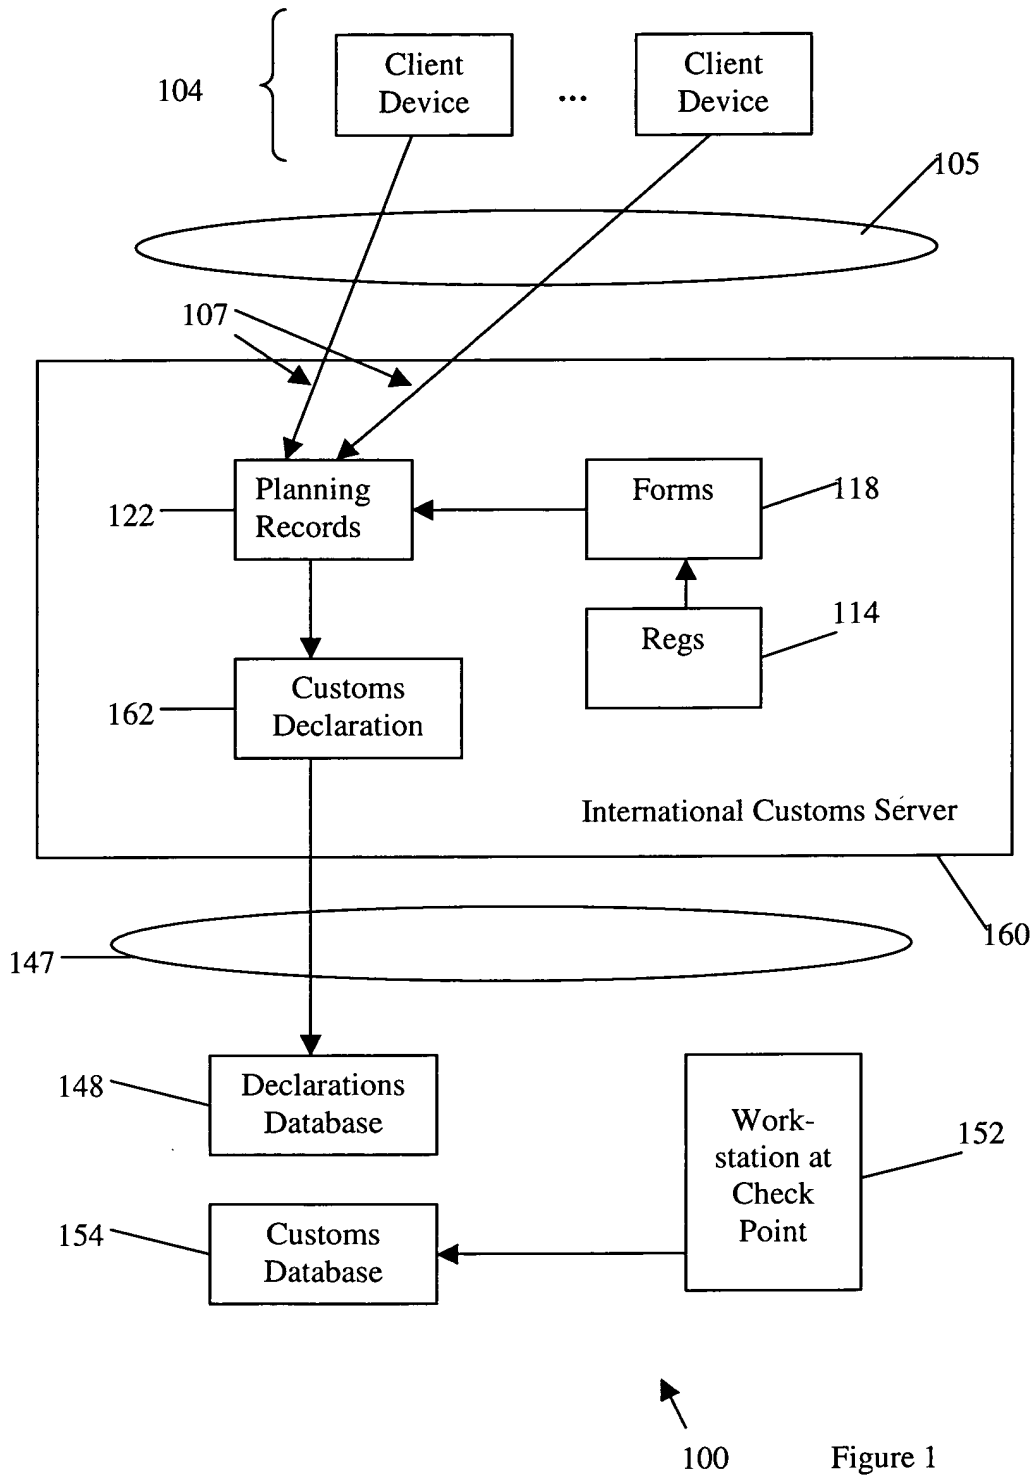 Client
Device
...
Client
Device
104
105
107
Planning
Records
Forms
118
122
Regs
114
Customs
Declaration
162
International Customs Server
160
147
Declarations
Database
148
Work-
station at
Check
Point
152
Customs
Database
154
100
Figure 1